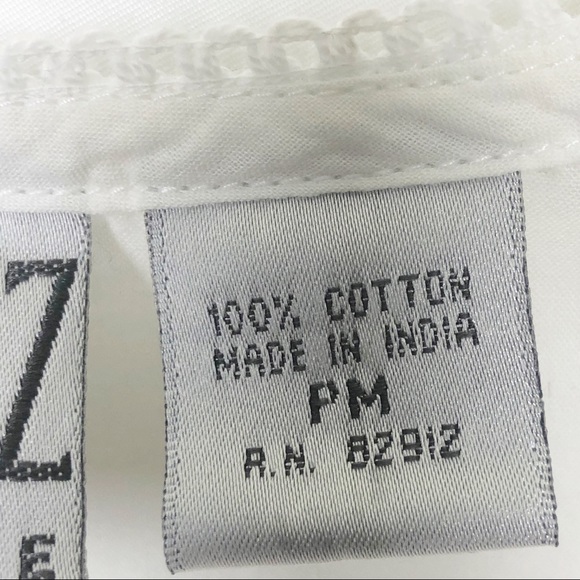 100% COTTON
MADE IN INDIA
PM
R.N. 82912
Z